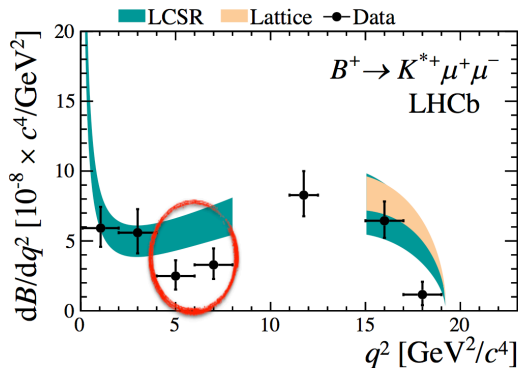 LCSR Lattice Data
B⁺→ K*⁺μ⁺μ⁻
LHCb
dB/dq² [10⁻⁸ × c⁴/GeV²]
20
15
10
5
0
0 5 10 15 20
q² [GeV²/c⁴]